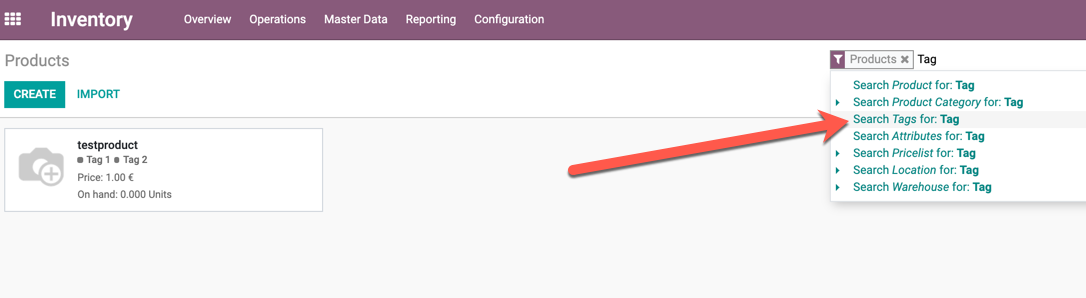 Inventory Overview Operations Master Data Reporting Configuration
Products
Products ✖ Tag
CREATE IMPORT
Search Product for: Tag
Search Product Category for: Tag
Search Tags for: Tag
Search Attributes for: Tag
Search Pricelist for: Tag
Search Location for: Tag
Search Warehouse for: Tag
testproduct
Tag 1 Tag 2
Price: 1.00 €
On hand: 0.000 Units